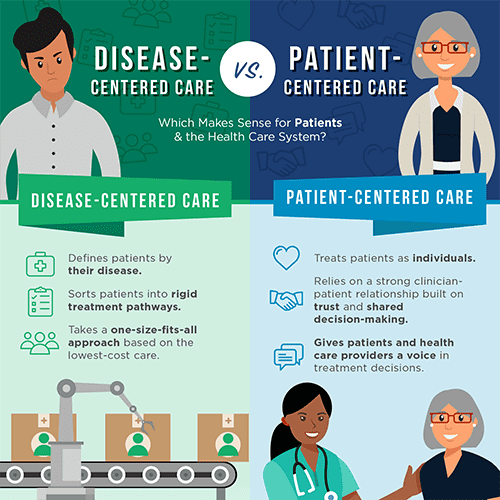 DISEASE-
CENTERED CARE
VS.
PATIENT-
CENTERED CARE
Which Makes Sense for Patients
& the Health Care System?
DISEASE-CENTERED CARE
Defines patients by
their disease.
Sorts patients into rigid
treatment pathways.
Takes a one-size-fits-all
approach based on the
lowest-cost care.
PATIENT-CENTERED CARE
Treats patients as individuals.
Relies on a strong clinician-
patient relationship built on
trust and shared
decision-making.
Gives patients and health
care providers a voice in
treatment decisions.